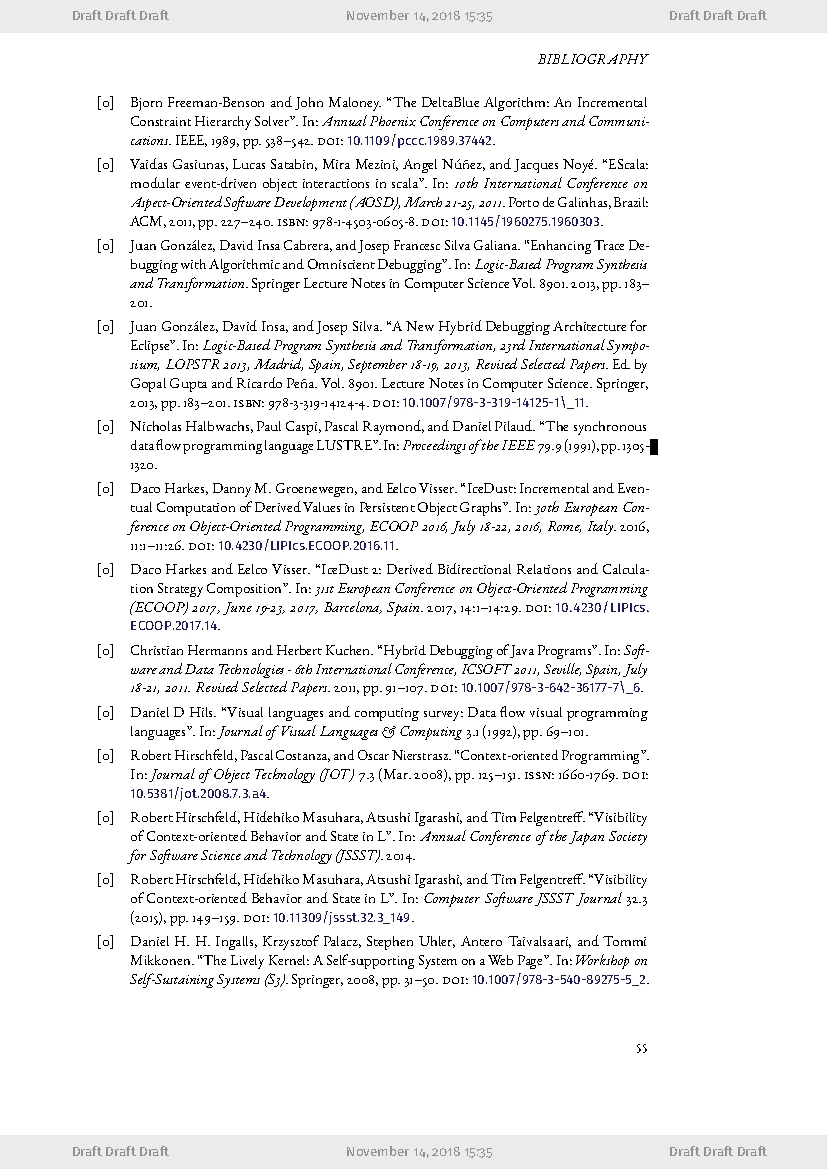 Draft Draft Draft November 14, 2018 15:35 Draft Draft Draft
BIBLIOGRAPHY
[0] Bjorn Freeman-Benson and John Maloney. “The DeltaBlue Algorithm: An Incremental
Constraint Hierarchy Solver”. In: Annual Phoenix Conference on Computers and Communi-
cations. IEEE, 1989, pp. 538–542. DOI: 10.1109/pccc.1989.37442.
[0] Vaidas Gasiunas, Lucas Satabin, Mira Mezini, Angel Núñez, and Jacques Noyé. “EScala:
modular event-driven object interactions in scala”. In: 10th International Conference on
Aspect-Oriented Software Development (AOSD), March 21-25, 2011. Porto de Galinhas, Brazil:
ACM, 2011, pp. 227–240. ISBN: 978-1-4503-0605-8. DOI: 10.1145/1960275.1960303.
[0] Juan González, David Insa Cabrera, and Josep Francesc Silva Galiana. “Enhancing Trace De-
bugging with Algorithmic and Omniscient Debugging”. In: Logic-Based Program Synthesis
and Transformation. Springer Lecture Notes in Computer Science Vol. 8901. 2013, pp. 183–
201.
[0] Juan González, David Insa, and Josep Silva. “A New Hybrid Debugging Architecture for
Eclipse”. In: Logic-Based Program Synthesis and Transformation, 23rd International Sympo-
sium, LOPSTR 2013, Madrid, Spain, September 18-19, 2013, Revised Selected Papers. Ed. by
Gopal Gupta and Ricardo Peña. Vol. 8901. Lecture Notes in Computer Science. Springer,
2013, pp. 183–201. ISBN: 978-3-319-14124-4. DOI: 10.1007/978-3-319-14125-1\_11.
[0] Nicholas Halbwachs, Paul Caspi, Pascal Raymond, and Daniel Pilaud. “The synchronous
data flow programming language LUSTRE”. In: Proceedings of the IEEE 79.9 (1991), pp. 1305–
1320.
[0] Daco Harkes, Danny M. Groenewegen, and Eelco Visser. “IceDust: Incremental and Even-
tual Computation of Derived Values in Persistent Object Graphs”. In: 30th European Con-
ference on Object-Oriented Programming, ECOOP 2016, July 18-22, 2016, Rome, Italy. 2016,
11:1–11:26. DOI: 10.4230/LIPIcs.ECOOP.2016.11.
[0] Daco Harkes and Eelco Visser. “IceDust 2: Derived Bidirectional Relations and Calcula-
tion Strategy Composition”. In: 31st European Conference on Object-Oriented Programming
(ECOOP) 2017, June 19-23, 2017, Barcelona, Spain. 2017, 14:1–14:29. DOI: 10.4230/LIPIcs.
ECOOP.2017.14.
[0] Christian Hermanns and Herbert Kuchen. “Hybrid Debugging of Java Programs”. In: Soft-
ware and Data Technologies - 6th International Conference, ICSOFT 2011, Seville, Spain, July
18-21, 2011. Revised Selected Papers. 2011, pp. 91–107. DOI: 10.1007/978-3-642-36177-7\_6.
[0] Daniel D Hils. “Visual languages and computing survey: Data flow visual programming
languages”. In: Journal of Visual Languages & Computing 3.1 (1992), pp. 69–101.
[0] Robert Hirschfeld, Pascal Costanza, and Oscar Nierstrasz. “Context-oriented Programming”.
In: Journal of Object Technology (JOT) 7.3 (Mar. 2008), pp. 125–151. ISSN: 1660-1769. DOI:
10.5381/jot.2008.7.3.a4.
[0] Robert Hirschfeld, Hidehiko Masuhara, Atsushi Igarashi, and Tim Felgentreff. “Visibility
of Context-oriented Behavior and State in L”. In: Annual Conference of the Japan Society
for Software Science and Technology (JSSST). 2014.
[0] Robert Hirschfeld, Hidehiko Masuhara, Atsushi Igarashi, and Tim Felgentreff. “Visibility
of Context-oriented Behavior and State in L”. In: Computer Software JSSST Journal 32.3
(2015), pp. 149–159. DOI: 10.11309/jssst.32.3_149.
[0] Daniel H. H. Ingalls, Krzysztof Palacz, Stephen Uhler, Antero Taivalsaari, and Tommi
Mikkonen. “The Lively Kernel: A Self-supporting System on a Web Page”. In: Workshop on
Self-Sustaining Systems (S3). Springer, 2008, pp. 31–50. DOI: 10.1007/978-3-540-89275-5_2.
55
Draft Draft Draft November 14, 2018 15:35 Draft Draft Draft